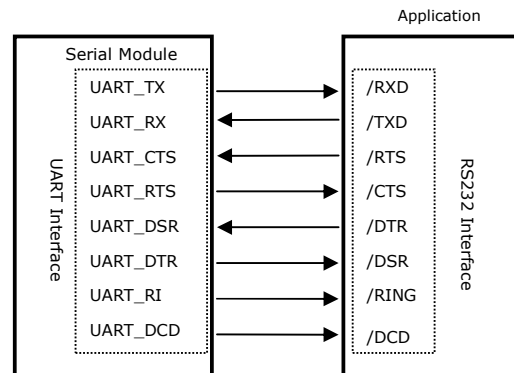 Application
Serial Module
UART_TX
/RXD
UART_RX
/TXD
UART_CTS
/RTS
UART_RTS
/CTS
UART_DSR
/DTR
UART_DTR
/DSR
UART_RI
/RING
UART_DCD
/DCD
UART Interface
RS232 Interface